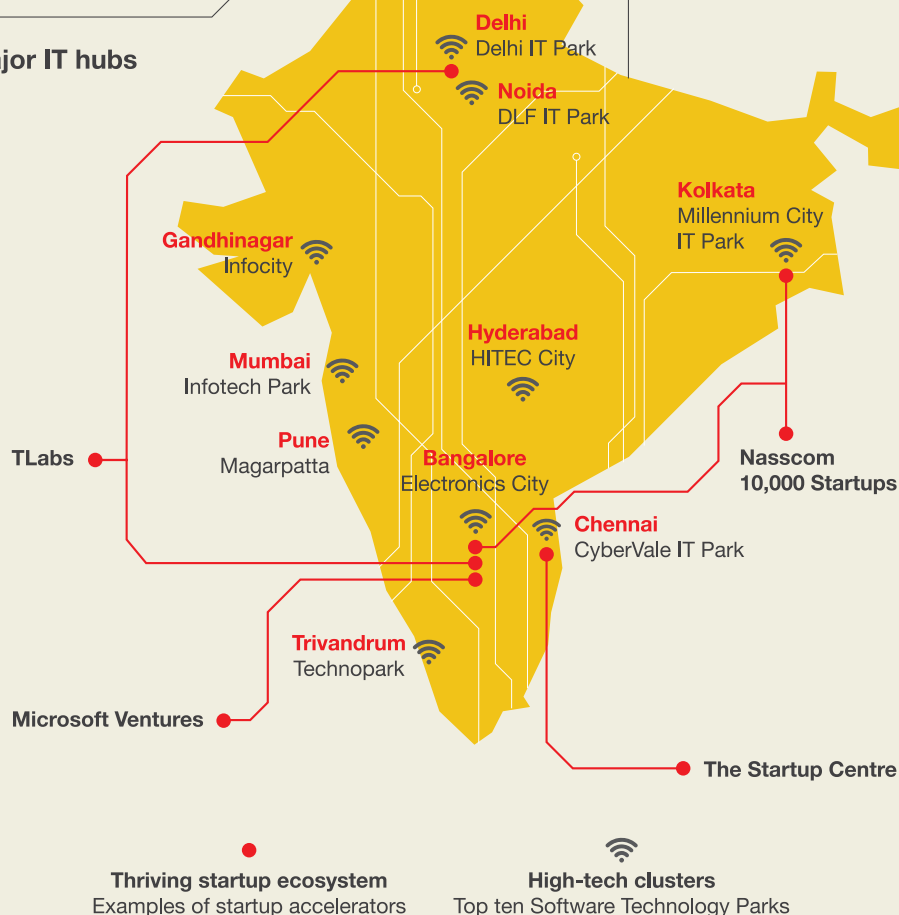 jor IT hubs
Delhi
Delhi IT Park
Noida
DLF IT Park
Kolkata
Millennium City
IT Park
Gandhinagar
Infocity
Hyderabad
HITEC City
Mumbai
Infotech Park
Pune
Magarpatta
Bangalore
Electronics City
TLabs
Nasscom
10,000 Startups
Chennai
CyberVale IT Park
Trivandrum
Technopark
Microsoft Ventures
The Startup Centre
Thriving startup ecosystem
Examples of startup accelerators
High-tech clusters
Top ten Software Technology Parks